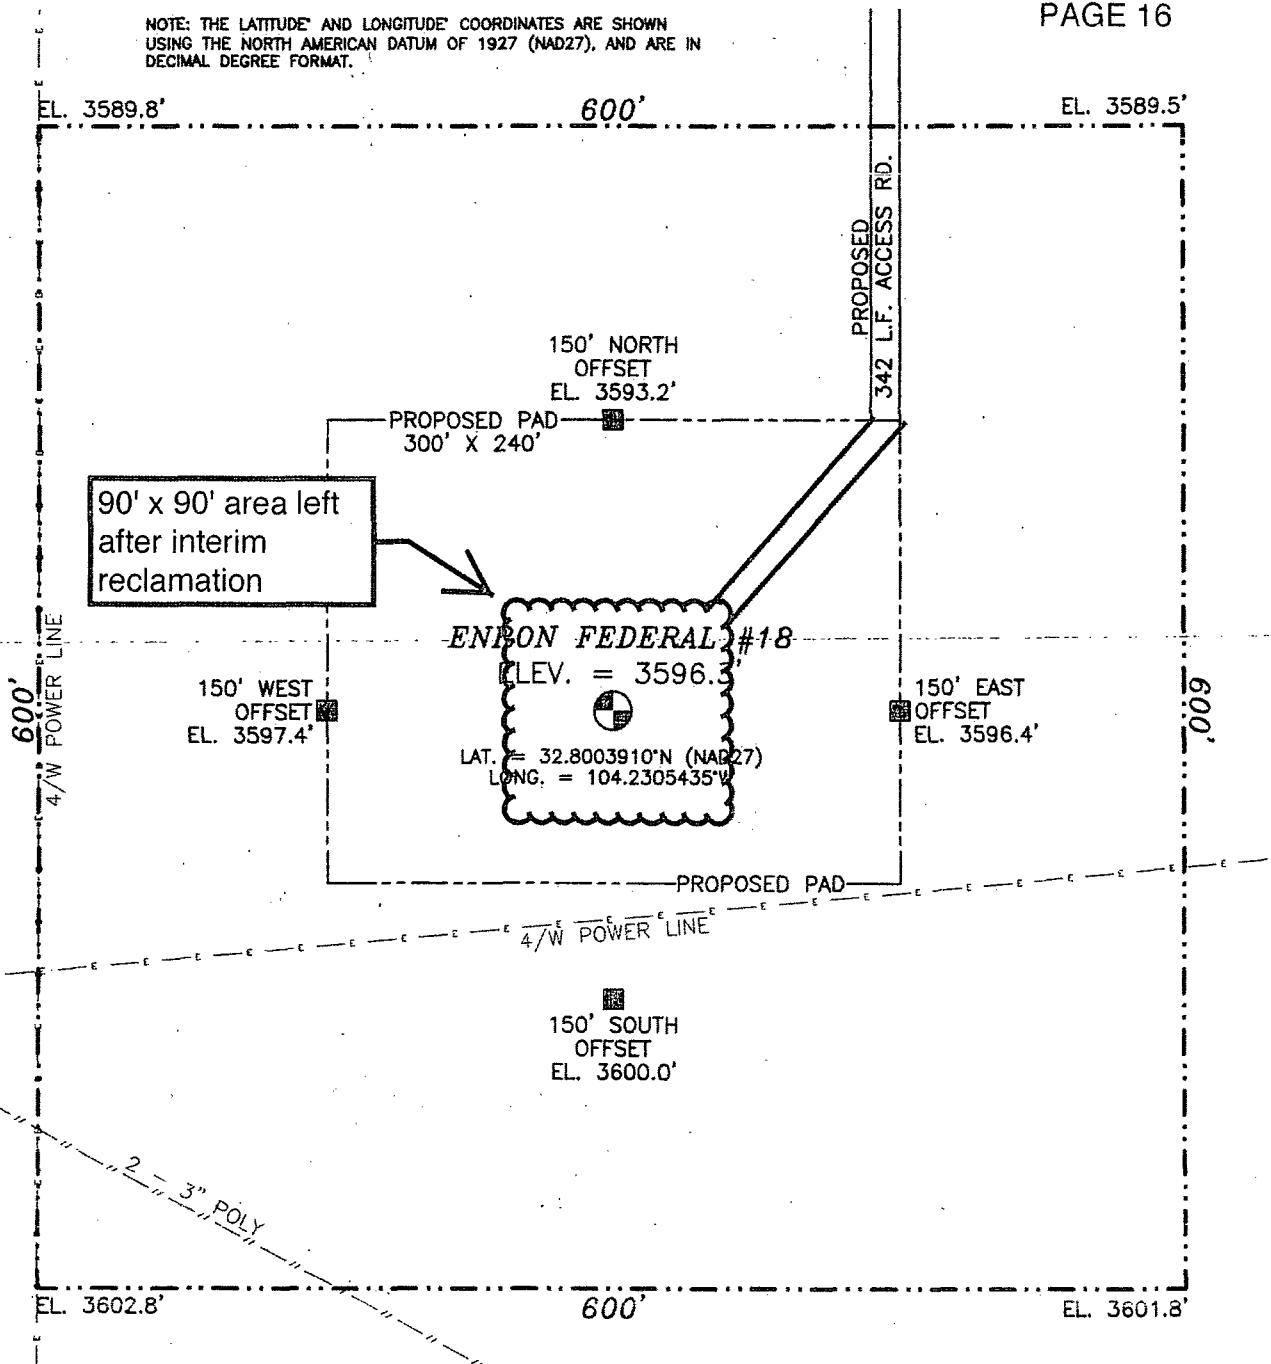 PAGE 16
NOTE: THE LATITUDE AND LONGITUDE COORDINATES ARE SHOWN
USING THE NORTH AMERICAN DATUM OF 1927 (NAD27), AND ARE IN
DECIMAL DEGREE FORMAT.
EL. 3589.8'
600'
EL. 3589.5'
PROPOSED
342 L.F. ACCESS RD.
150' NORTH
OFFSET
EL. 3593.2'
PROPOSED PAD
300' X 240'
90' x 90' area left
after interim
reclamation
ENRON FEDERAL #18
ELEV. = 3596.3'
600'
4/W POWER LINE
150' WEST
OFFSET
EL. 3597.4'
150' EAST
OFFSET
EL. 3596.4'
600'
LAT. = 32.8003910°N (NAD27)
LONG. = 104.2305435°W
PROPOSED PAD
4/W POWER LINE
150' SOUTH
OFFSET
EL. 3600.0'
2 - 3" POLY
EL. 3602.8'
600'
EL. 3601.8'